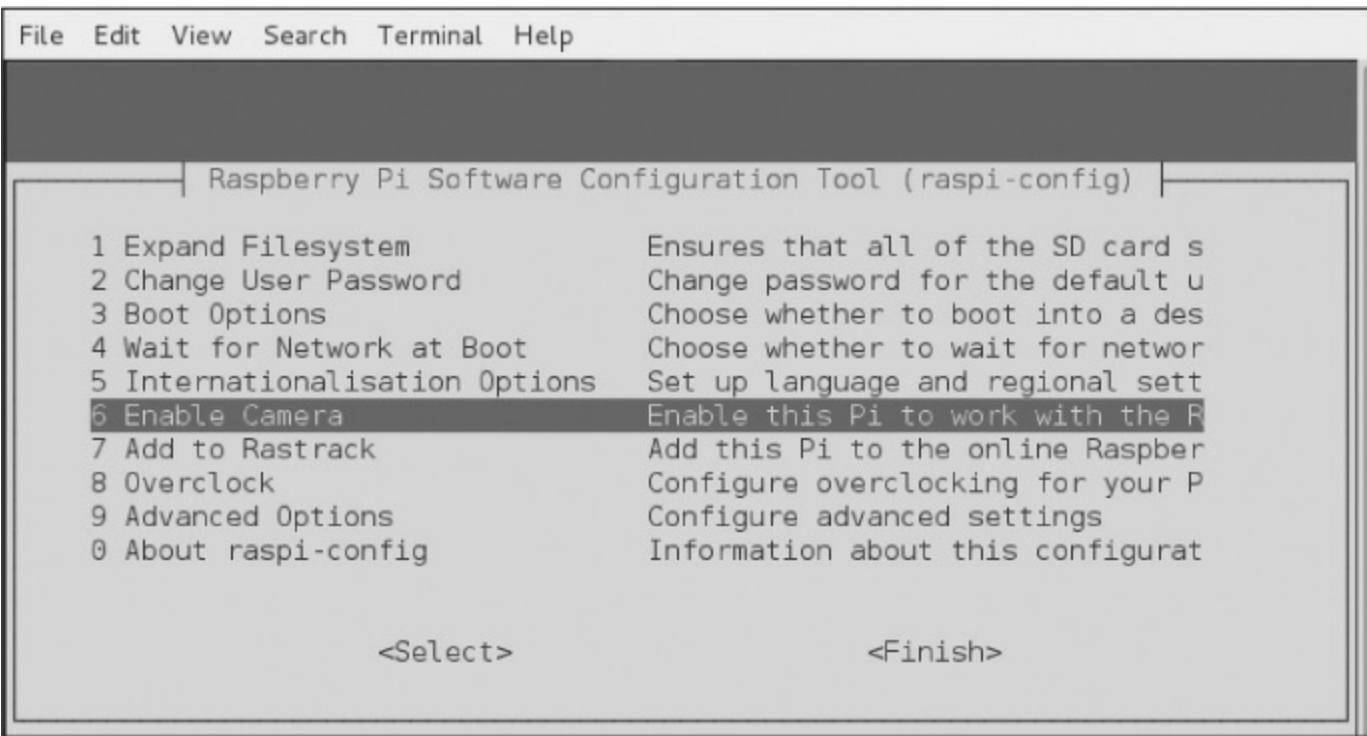 File Edit View Search Terminal Help
Raspberry Pi Software Configuration Tool (raspi-config)
1 Expand Filesystem Ensures that all of the SD card s
2 Change User Password Change password for the default u
3 Boot Options Choose whether to boot into a des
4 Wait for Network at Boot Choose whether to wait for networ
5 Internationalisation Options Set up language and regional sett
6 Enable Camera Enable this Pi to work with the R
7 Add to Rastrack Add this Pi to the online Raspber
8 Overclock Configure overclocking for your P
9 Advanced Options Configure advanced settings
0 About raspi-config Information about this configurat
<Select> <Finish>